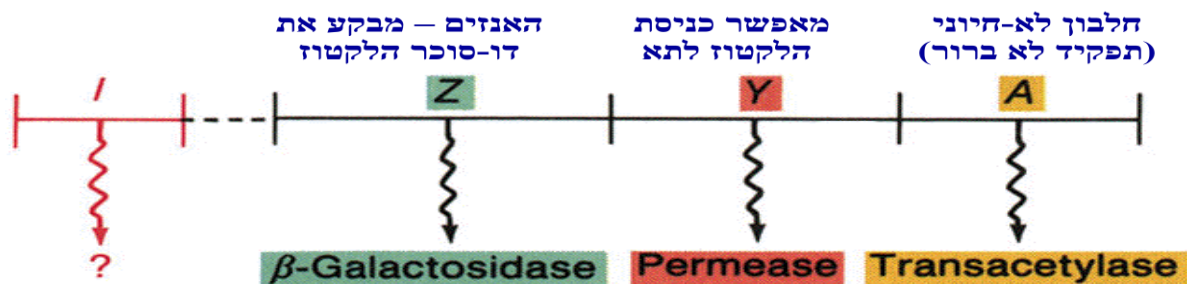 האנזים – מבקע את
דו-סוכר הלקטוז
מאפשר כניסת
הלקטוז לתא
חלבון לא-חיוני
(תפקיד לא ברור)
I
Z
Y
A
?
β-Galactosidase
Permease
Transacetylase